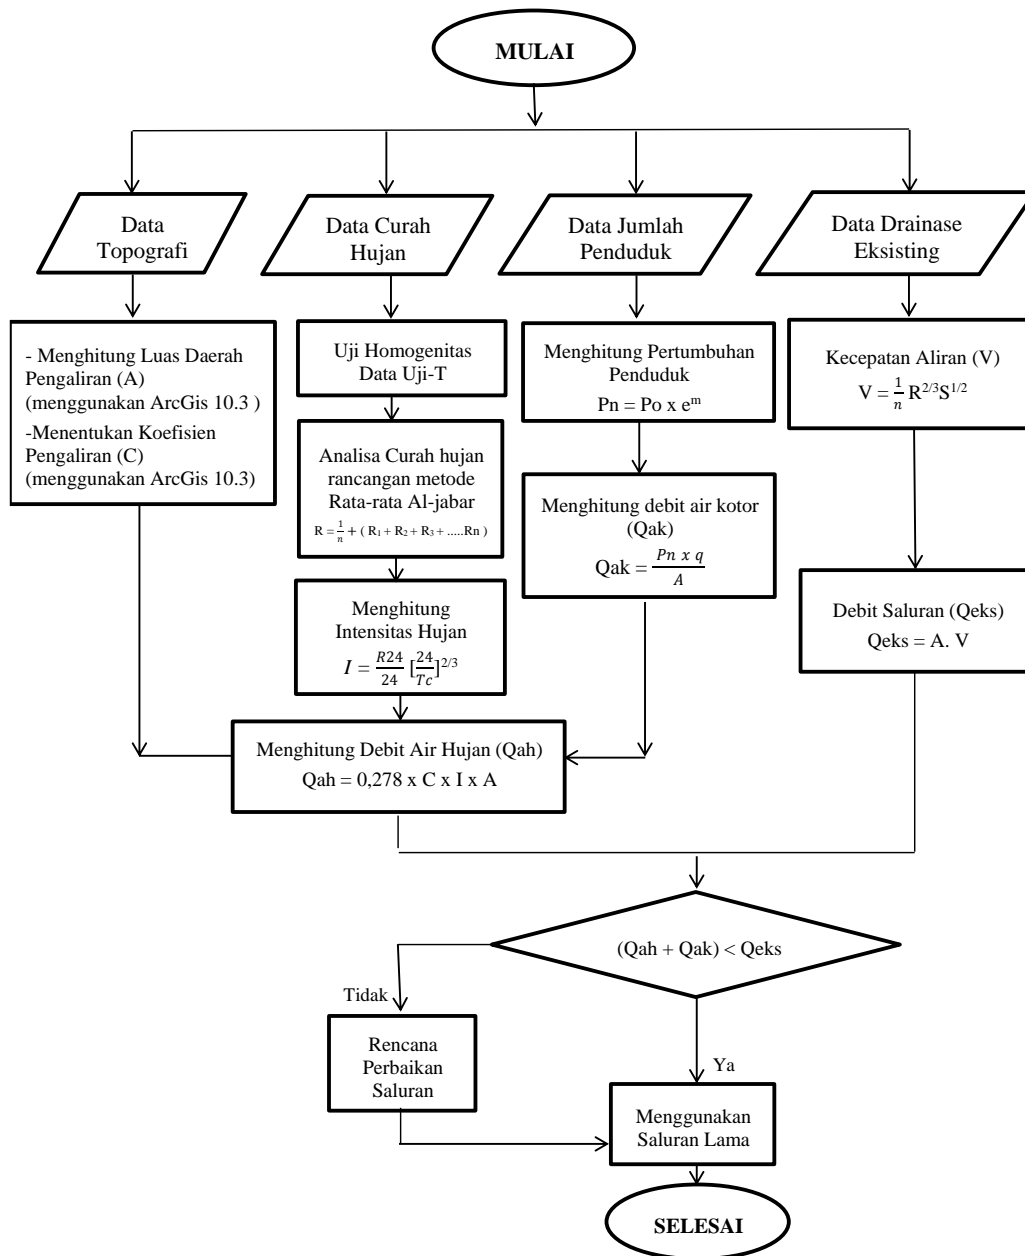 MULAI
Data
Topografi
Data Curah
Hujan
Data Jumlah
Penduduk
Data Drainase
Eksisting
- Menghitung Luas Daerah
Pengaliran (A)
(menggunakan ArcGis 10.3 )
-Menentukan Koefisien
Pengaliran (C)
(menggunakan ArcGis 10.3)
Uji Homogenitas
Data Uji-T
Analisa Curah hujan
rancangan metode
Rata-rata Al-jabar
R = 1/n + ( R₁ + R₂ + R₃ + .....Rn )
Menghitung
Intensitas Hujan
I = R24/24 [24/Tc]^2/3
Menghitung Pertumbuhan
Penduduk
Pn = Po x e^m
Menghitung debit air kotor
(Qak)
Qak = Pn x q / A
Kecepatan Aliran (V)
V = 1/n R^2/3 S^1/2
Debit Saluran (Qeks)
Qeks = A. V
Menghitung Debit Air Hujan (Qah)
Qah = 0,278 x C x I x A
(Qah + Qak) < Qeks
Tidak
Rencana
Perbaikan
Saluran
Ya
Menggunakan
Saluran Lama
SELESAI